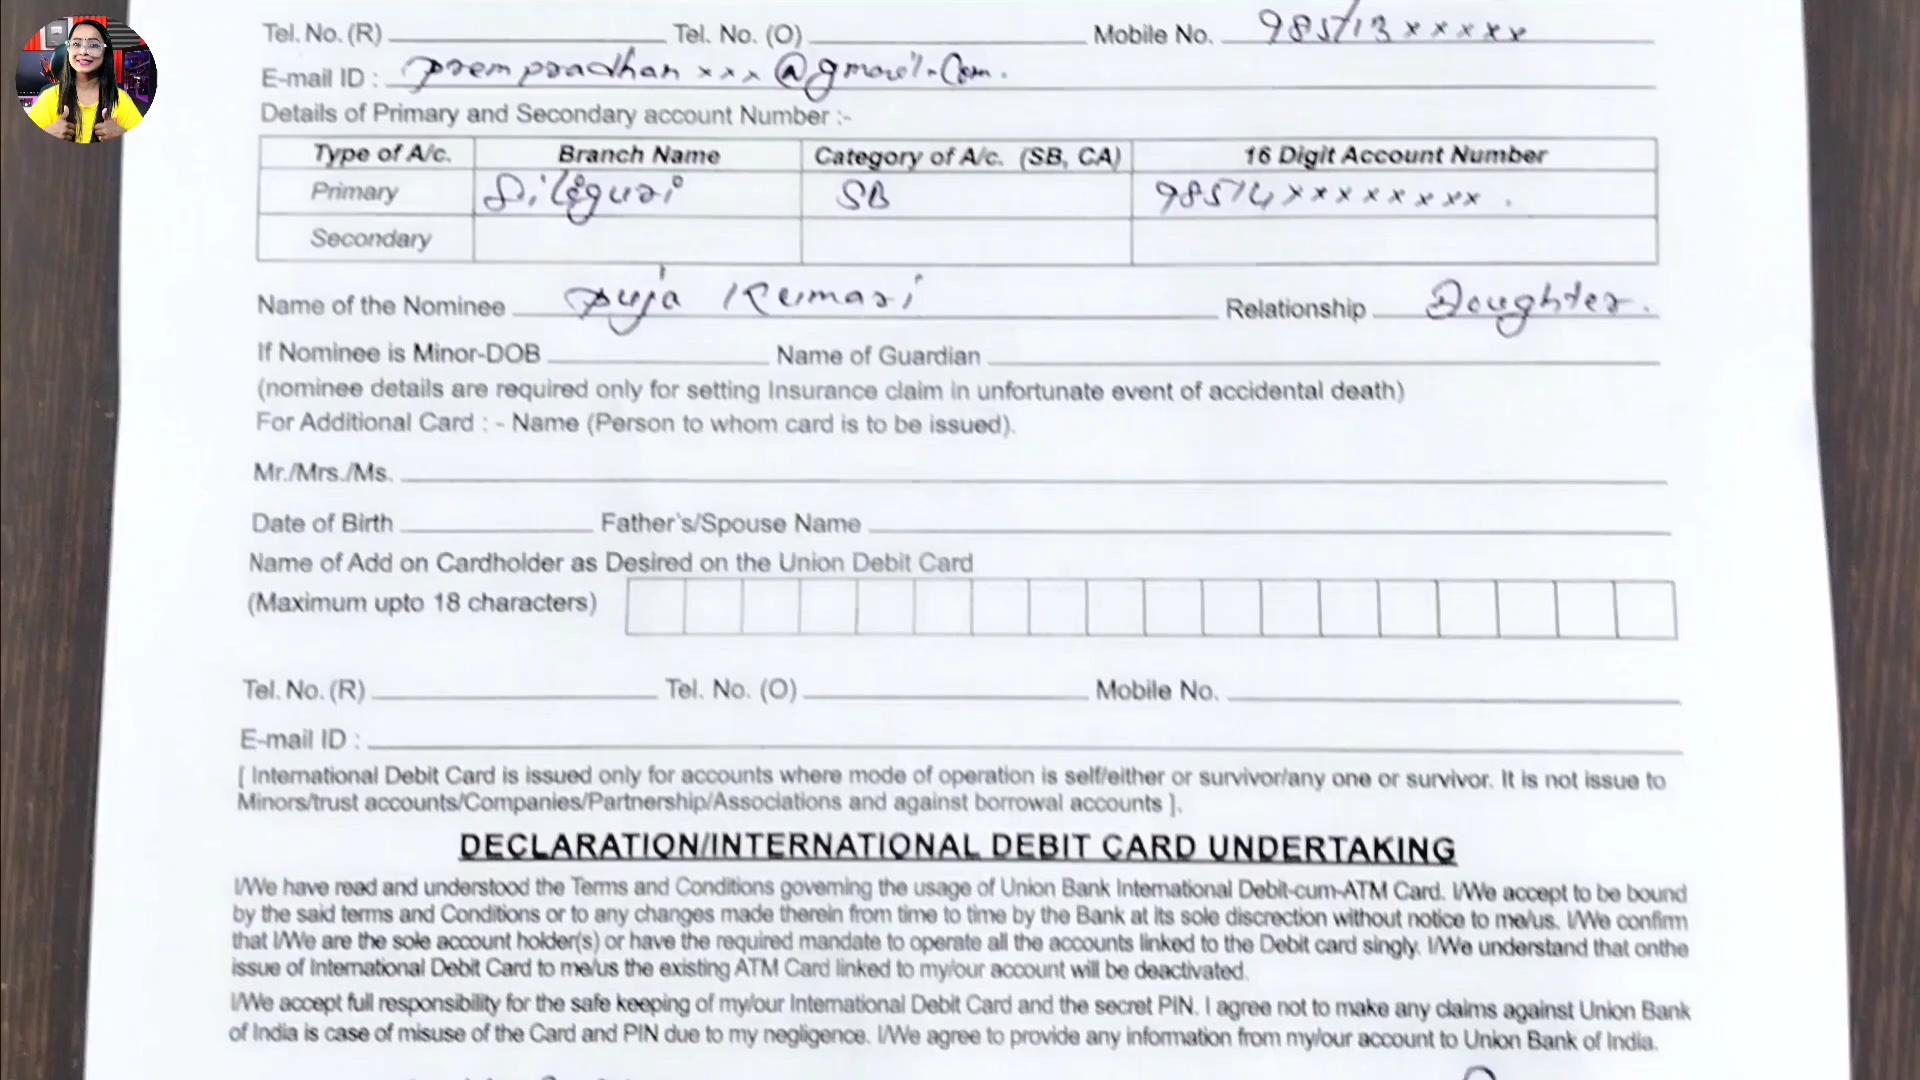 Tel. No. (R) Tel. No. (O) Mobile No. 98513xxxxx
E-mail ID : prempradhan xxx@gmail.com.
Details of Primary and Secondary account Number :-
Type of A/c. Branch Name Category of A/c. (SB, CA) 16 Digit Account Number
Primary Siliguri SB 98514xxxxxxxx.
Secondary
Name of the Nominee Puja Kumari Relationship Doughter.
If Nominee is Minor-DOB Name of Guardian
(nominee details are required only for setting Insurance claim in unfortunate event of accidental death)
For Additional Card : - Name (Person to whom card is to be issued).
Mr./Mrs./Ms.
Date of Birth Father's/Spouse Name
Name of Add on Cardholder as Desired on the Union Debit Card
(Maximum upto 18 characters)
Tel. No. (R) Tel. No. (O) Mobile No.
E-mail ID :
[ International Debit Card is issued only for accounts where mode of operation is self/either or survivor/any one or survivor. It is not issue to
Minors/trust accounts/Companies/Partnership/Associations and against borrowal accounts ].
DECLARATION/INTERNATIONAL DEBIT CARD UNDERTAKING
I/We have read and understood the Terms and Conditions governing the usage of Union Bank International Debit-cum-ATM Card. I/We accept to be bound
by the said terms and Conditions or to any changes made therein from time to time by the Bank at its sole discretion without notice to me/us. I/We confirm
that I/We are the sole account holder(s) or have the required mandate to operate all the accounts linked to the Debit card singly. I/We understand that onthe
issue of International Debit Card to me/us the existing ATM Card linked to my/our account will be deactivated.
I/We accept full responsibility for the safe keeping of my/our International Debit Card and the secret PIN. I agree not to make any claims against Union Bank
of India is case of misuse of the Card and PIN due to my negligence. I/We agree to provide any information from my/our account to Union Bank of India.